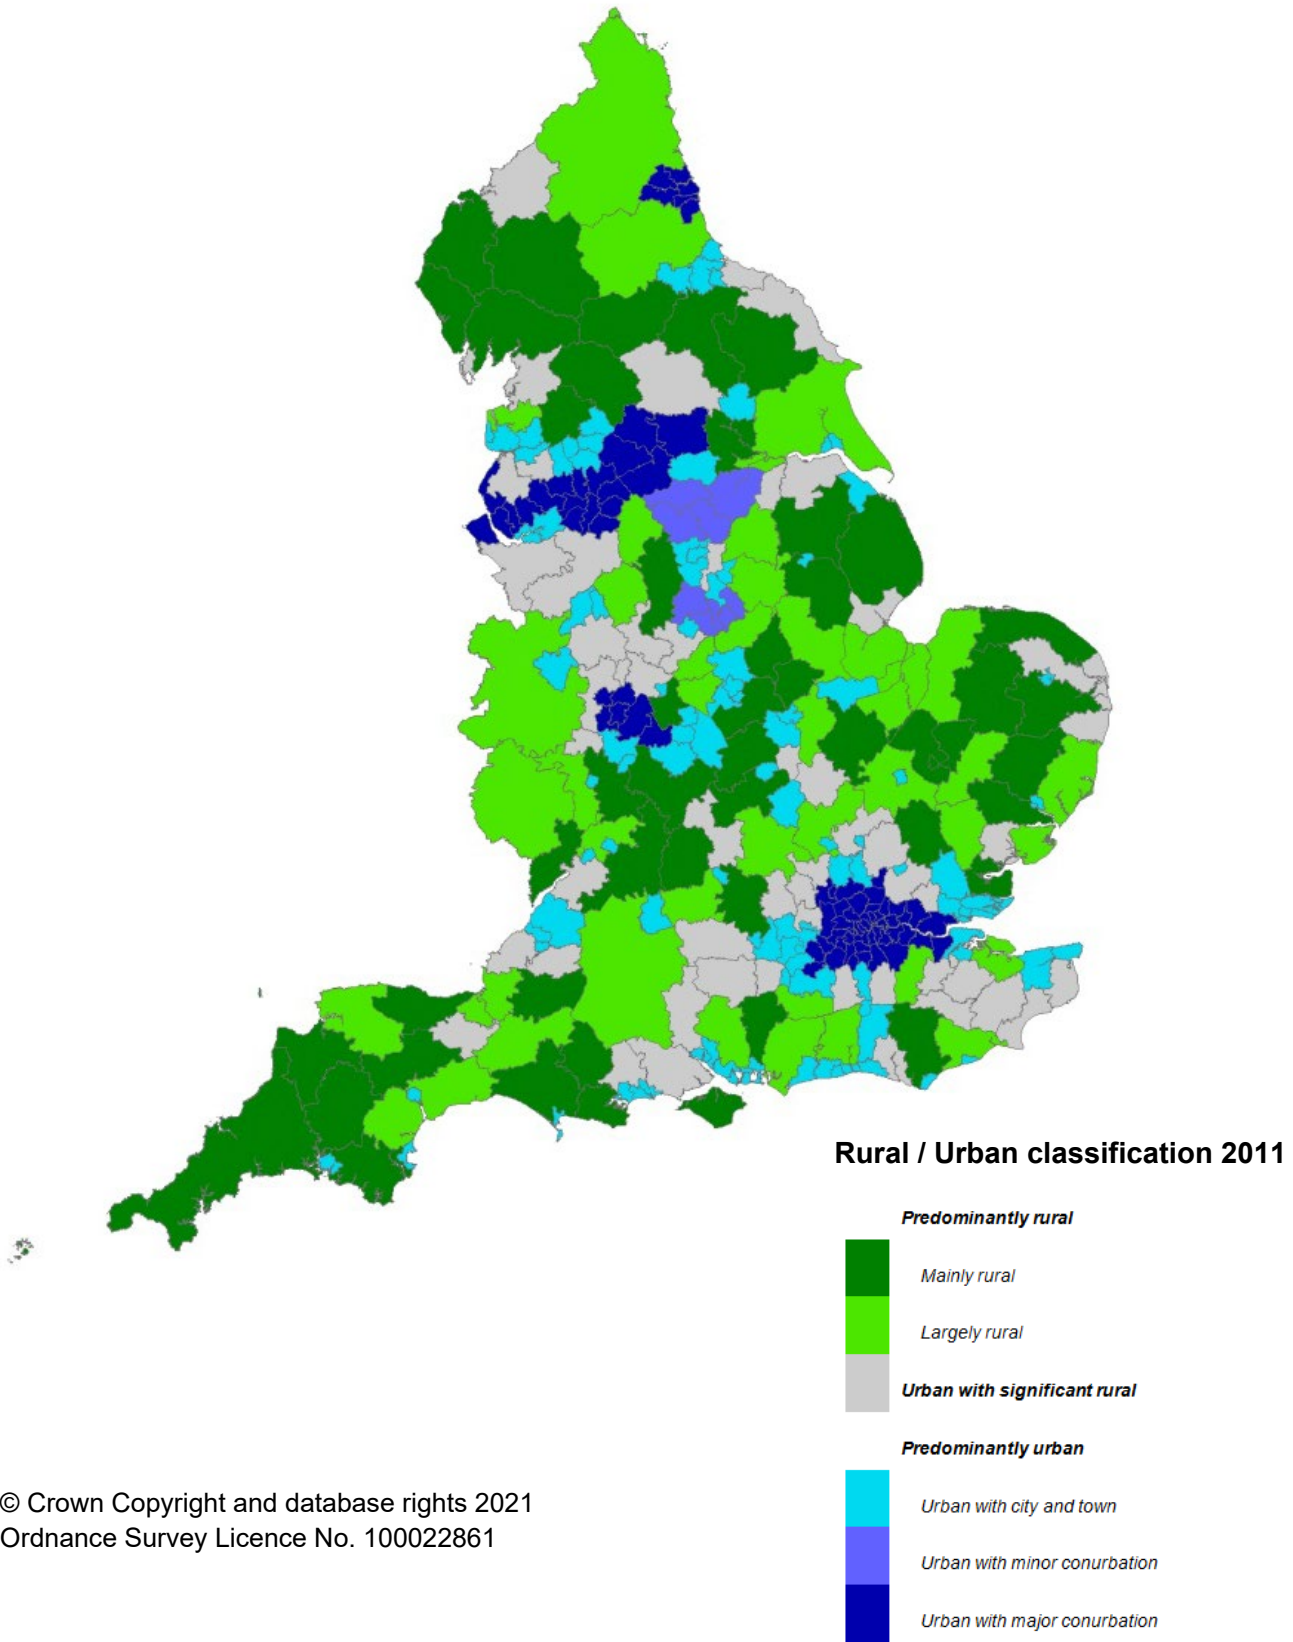 Rural / Urban classification 2011
Predominantly rural
Mainly rural
Largely rural
Urban with significant rural
Predominantly urban
Urban with city and town
Urban with minor conurbation
Urban with major conurbation
© Crown Copyright and database rights 2021
Ordnance Survey Licence No. 100022861